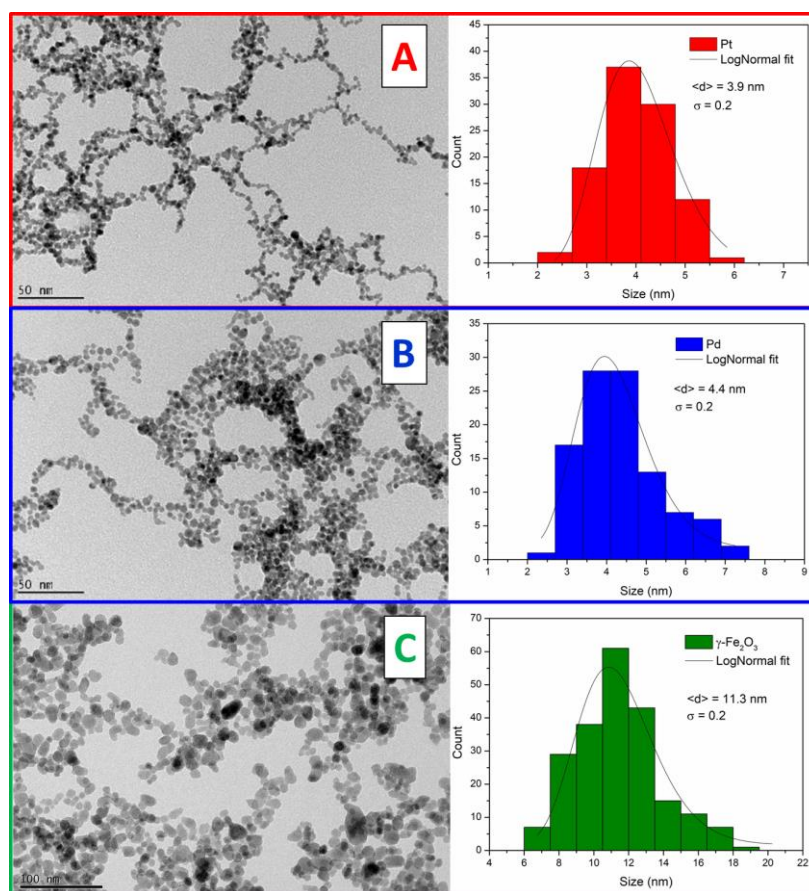 A
50 nm
45
40
35
30
25
20
15
10
5
0
Count
Pt
LogNormal fit
<d> = 3.9 nm
σ = 0.2
1 2 3 4 5 6 7
Size (nm)
B
50 nm
35
30
25
20
15
10
5
0
Count
Pd
LogNormal fit
<d> = 4.4 nm
σ = 0.2
1 2 3 4 5 6 7 8 9
Size (nm)
C
100 nm
70
60
50
40
30
20
10
0
Count
γ-Fe₂O₃
LogNormal fit
<d> = 11.3 nm
σ = 0.2
4 6 8 10 12 14 16 18 20 22
Size (nm)